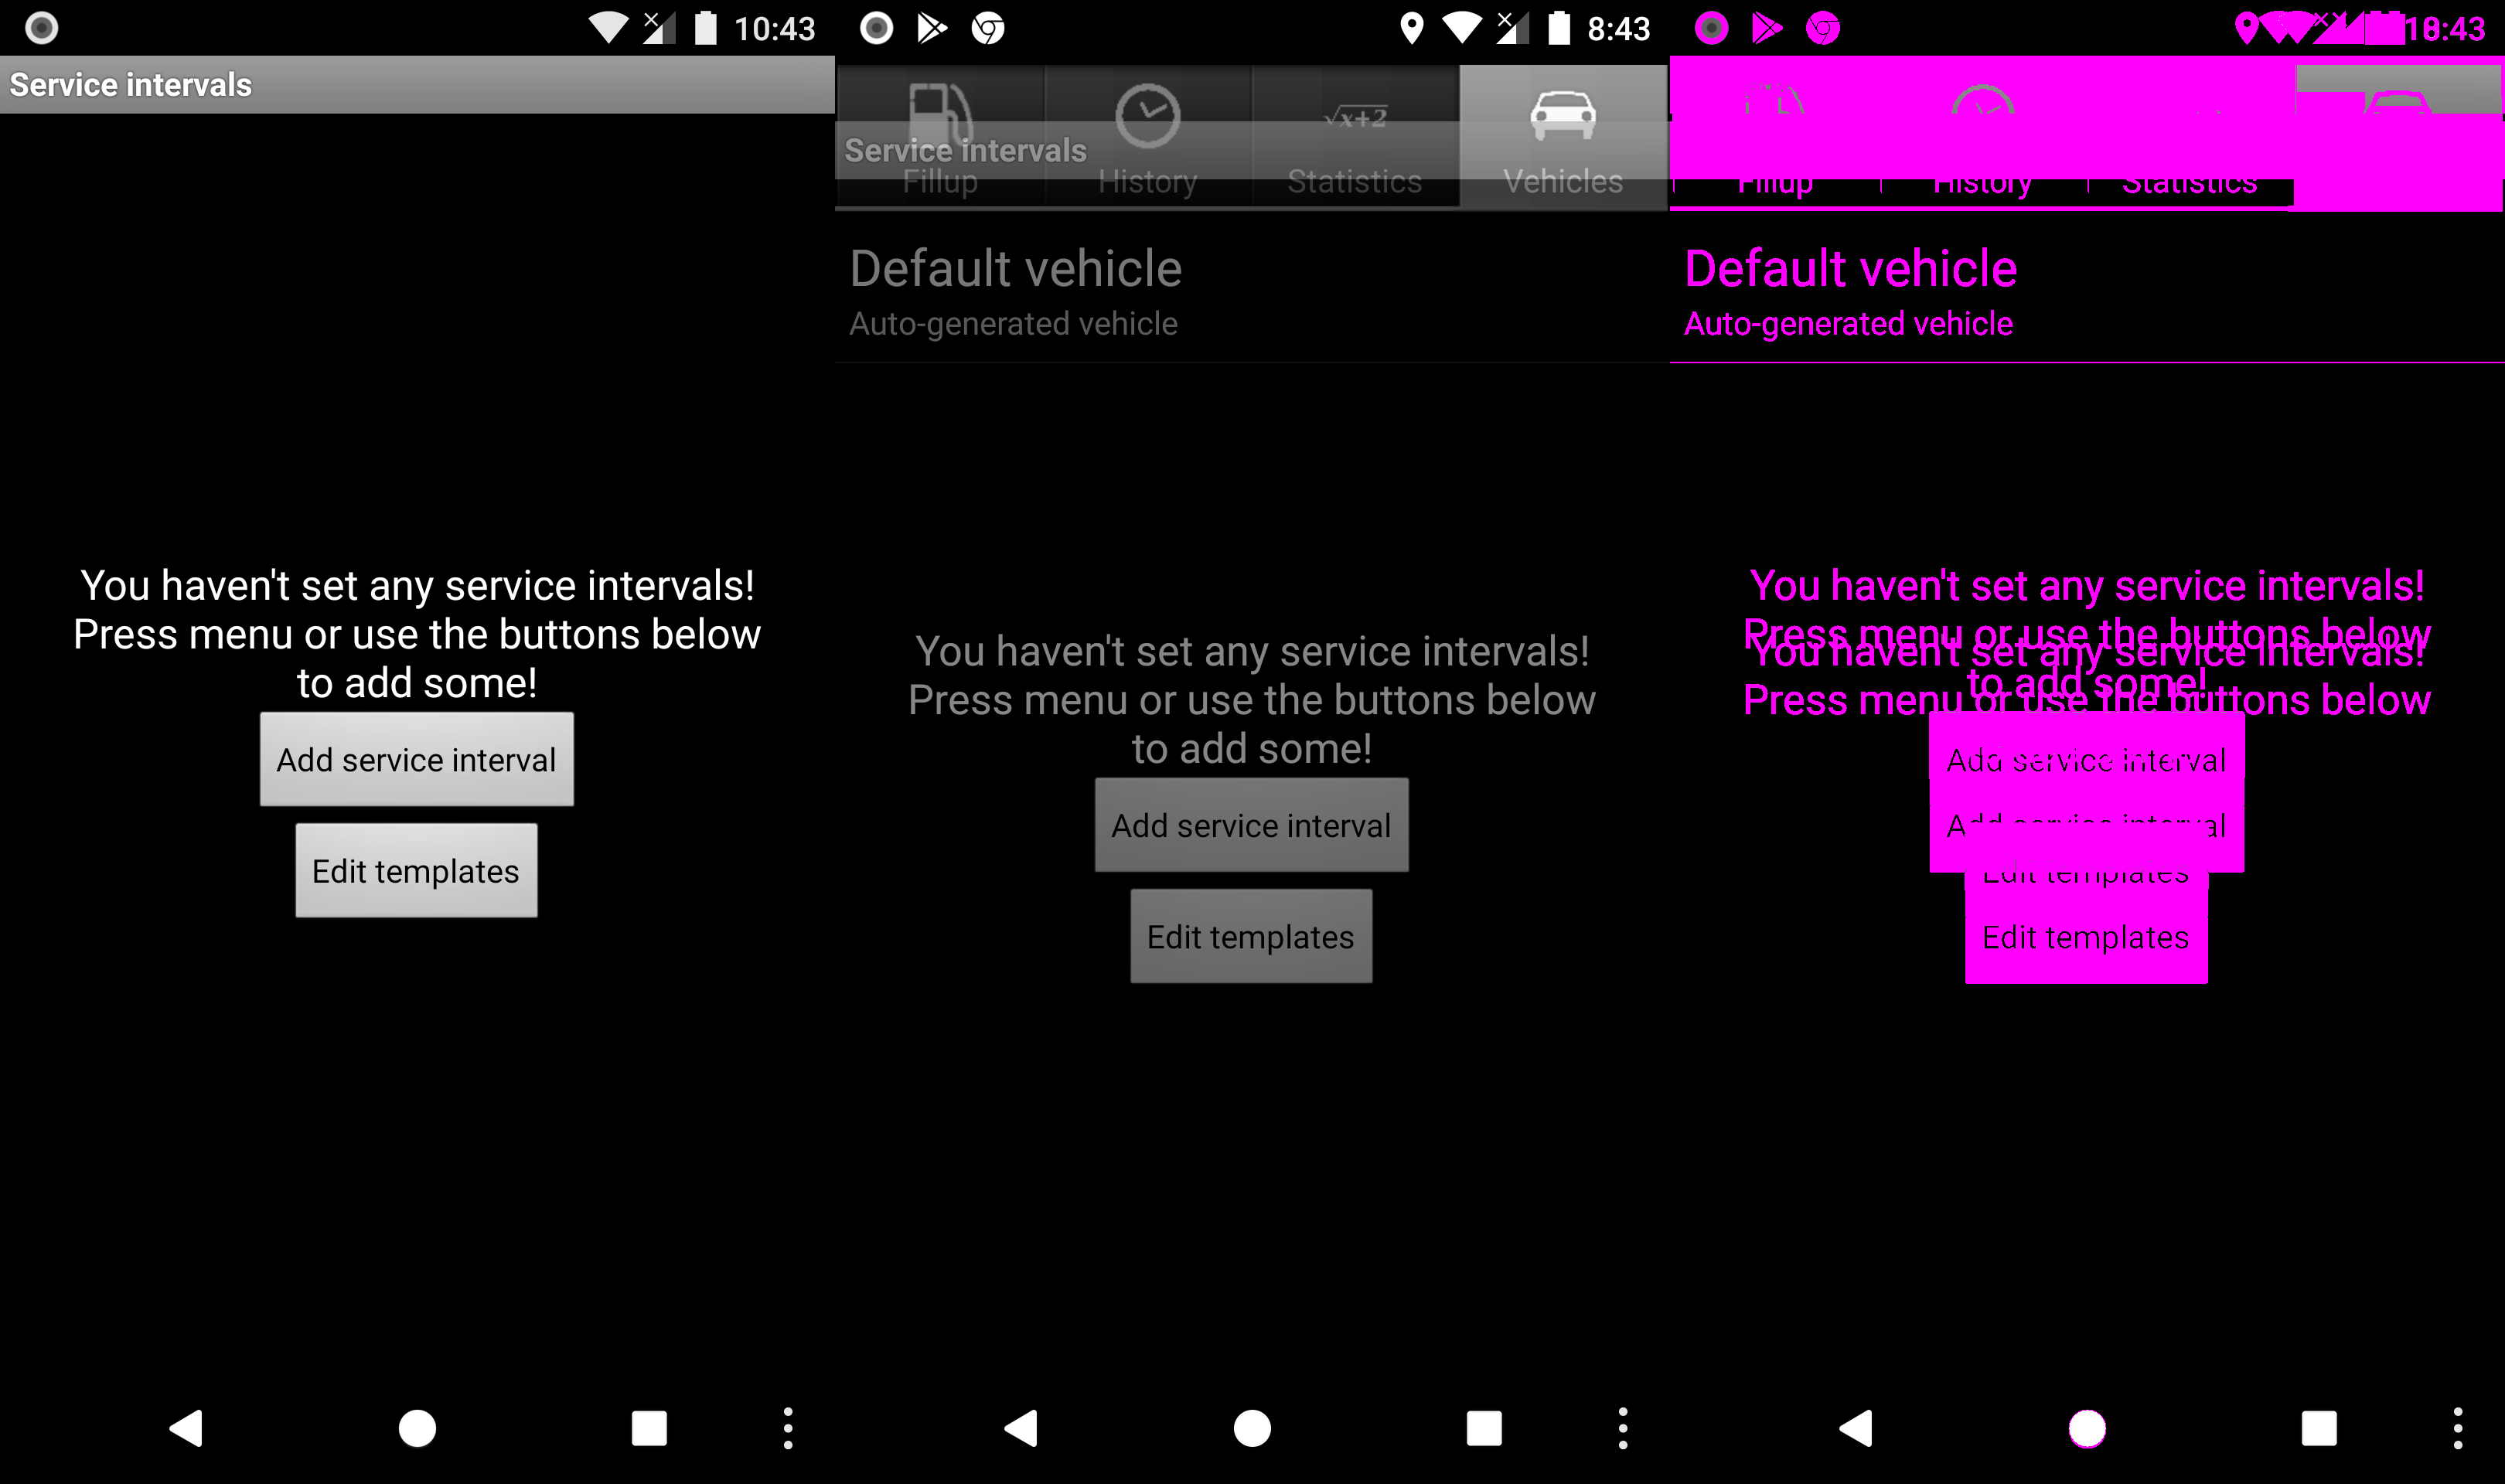 10:43
Service intervals
You haven't set any service intervals!
Press menu or use the buttons below
to add some!
Add service interval
Edit templates
8:43
√x+2
Service intervals
Fillup
History
Statistics
Vehicles
Default vehicle
Auto-generated vehicle
You haven't set any service intervals!
Press menu or use the buttons below
to add some!
Add service interval
Edit templates
:43
Fillup
History
Statistics
Default vehicle
Auto-generated vehicle
You haven't set any service intervals!
Press menu or use the buttons below
You haven't set any service intervals!
to add some!
Press menu or use the buttons below
Add service interval
Add service interval
Edit templates
Edit templates